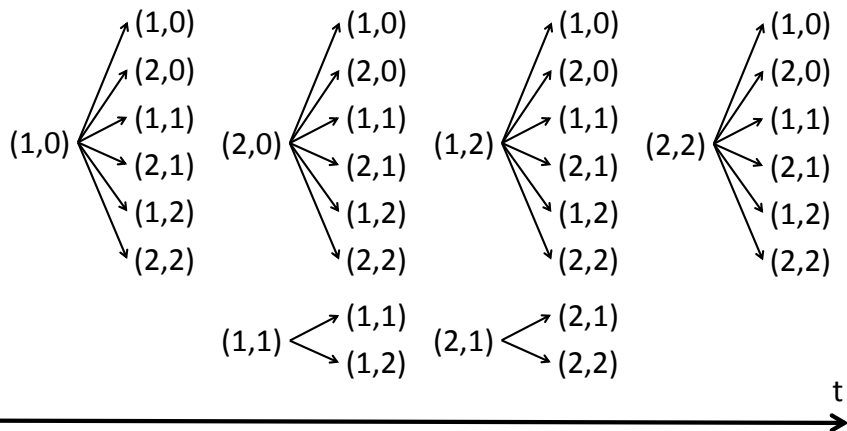 (1,0) (1,0) (1,0) (1,0)
(2,0) (2,0) (2,0) (2,0)
(1,1) (1,1) (1,1) (1,1)
(1,0) (2,0) (1,2) (2,2)
(2,1) (2,1) (2,1) (2,1)
(1,2) (1,2) (1,2) (1,2)
(2,2) (2,2) (2,2) (2,2)
(1,1) (2,1)
(1,1) (2,1)
(1,2) (2,2)
t